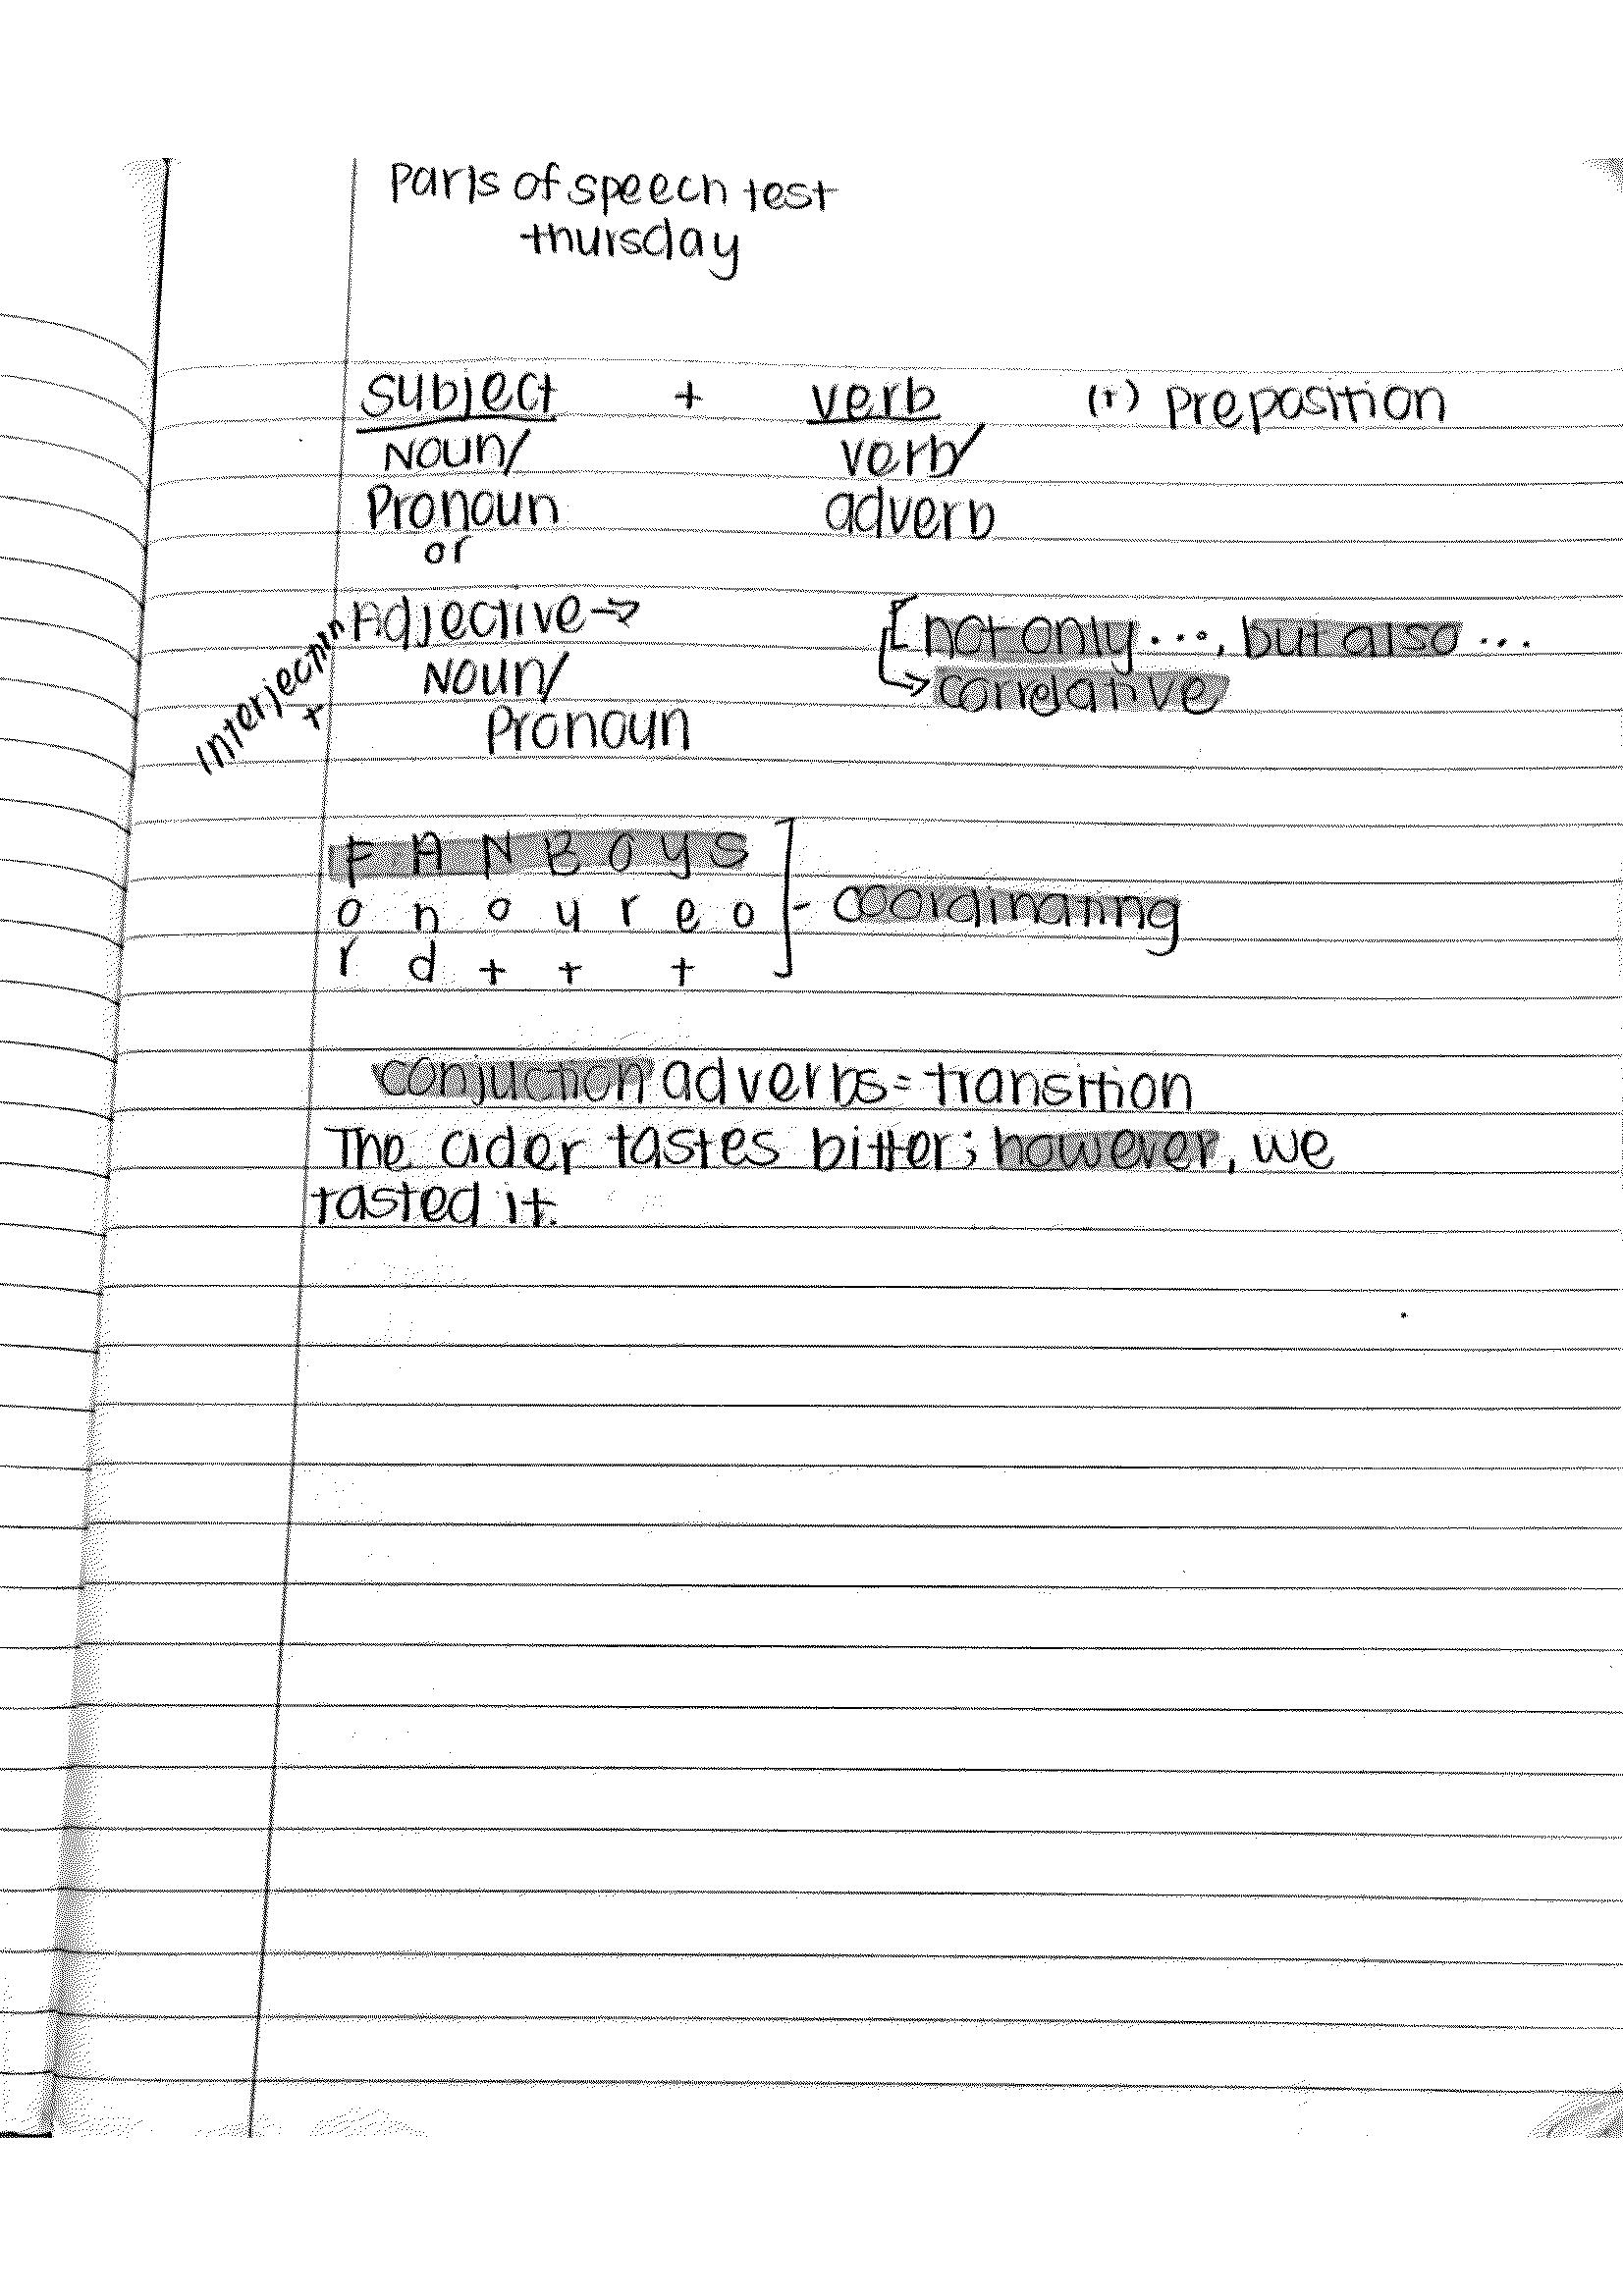 Parts of speech test
thursday
Subject + verb (+) Preposition
Noun/ verb/
Pronoun adverb
or
Adjective → [not only ..., but also ...
Interjection + Noun/ → correlative
Pronoun
F A N B O Y S
o n o u r e o ] - Coordinating
r d t t t
conjuction adverbs = transition
The cider tastes bitter; however, we
tasted it.